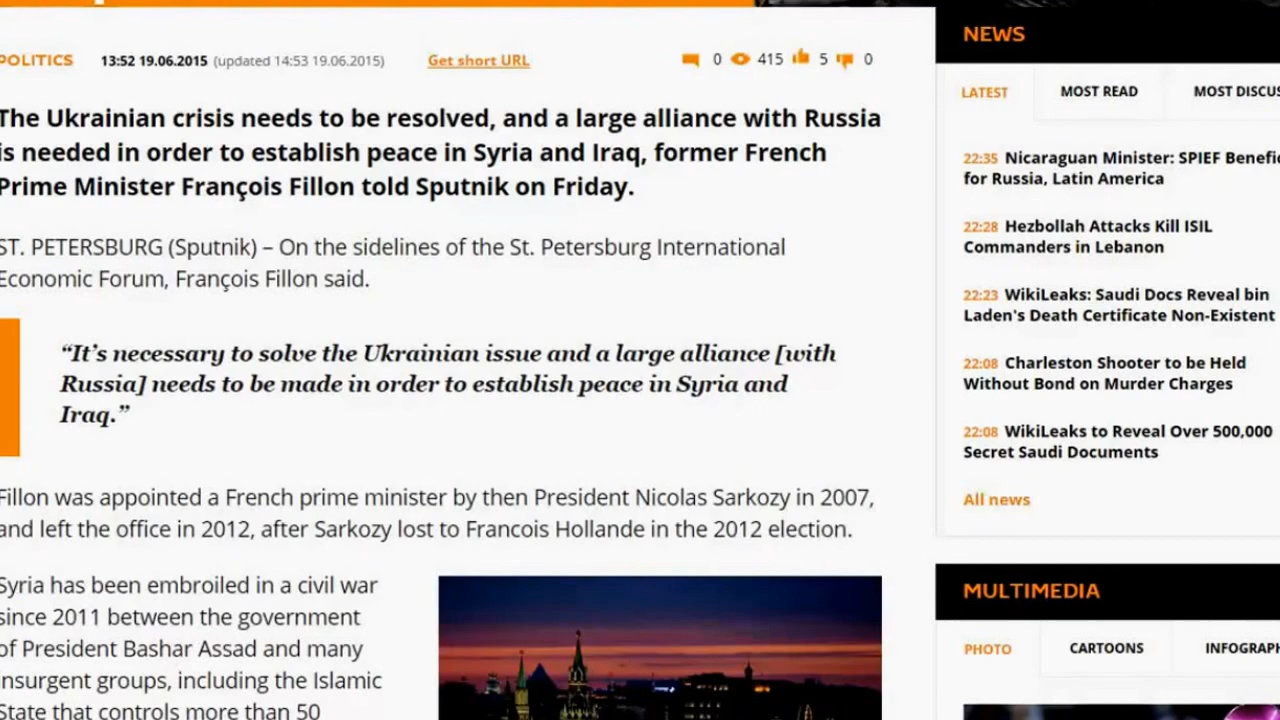 POLITICS 13:52 19.06.2015 (updated 14:53 19.06.2015) Get short URL 0 415 5 0
The Ukrainian crisis needs to be resolved, and a large alliance with Russia
is needed in order to establish peace in Syria and Iraq, former French
Prime Minister François Fillon told Sputnik on Friday.
ST. PETERSBURG (Sputnik) – On the sidelines of the St. Petersburg International
Economic Forum, François Fillon said.
“It’s necessary to solve the Ukrainian issue and a large alliance [with
Russia] needs to be made in order to establish peace in Syria and
Iraq.”
Fillon was appointed a French prime minister by then President Nicolas Sarkozy in 2007,
and left the office in 2012, after Sarkozy lost to Francois Hollande in the 2012 election.
Syria has been embroiled in a civil war
since 2011 between the government
of President Bashar Assad and many
insurgent groups, including the Islamic
State that controls more than 50
NEWS
LATEST MOST READ MOST DISCUS
22:35 Nicaraguan Minister: SPIEF Benefic
for Russia, Latin America
22:28 Hezbollah Attacks Kill ISIL
Commanders in Lebanon
22:23 WikiLeaks: Saudi Docs Reveal bin
Laden's Death Certificate Non-Existent
22:08 Charleston Shooter to be Held
Without Bond on Murder Charges
22:08 WikiLeaks to Reveal Over 500,000
Secret Saudi Documents
All news
MULTIMEDIA
PHOTO CARTOONS INFOGRAPH